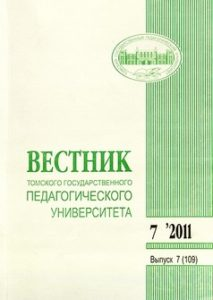 ВЕСТНИК
ТОМСКОГО ГОСУДАРСТВЕННОГО
ПЕДАГОГИЧЕСКОГО
УНИВЕРСИТЕТА
7 '2011
Выпуск 7 (109)